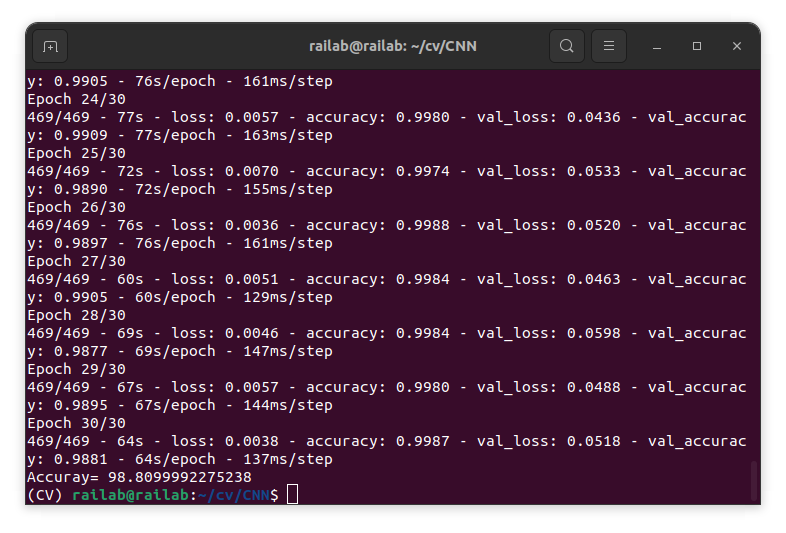 railab@railab: ~/cv/CNN
y: 0.9905 - 76s/epoch - 161ms/step
Epoch 24/30
469/469 - 77s - loss: 0.0057 - accuracy: 0.9980 - val_loss: 0.0436 - val_accurac
y: 0.9909 - 77s/epoch - 163ms/step
Epoch 25/30
469/469 - 72s - loss: 0.0070 - accuracy: 0.9974 - val_loss: 0.0533 - val_accurac
y: 0.9890 - 72s/epoch - 155ms/step
Epoch 26/30
469/469 - 76s - loss: 0.0036 - accuracy: 0.9988 - val_loss: 0.0520 - val_accurac
y: 0.9897 - 76s/epoch - 161ms/step
Epoch 27/30
469/469 - 60s - loss: 0.0051 - accuracy: 0.9984 - val_loss: 0.0463 - val_accurac
y: 0.9905 - 60s/epoch - 129ms/step
Epoch 28/30
469/469 - 69s - loss: 0.0046 - accuracy: 0.9984 - val_loss: 0.0598 - val_accurac
y: 0.9877 - 69s/epoch - 147ms/step
Epoch 29/30
469/469 - 67s - loss: 0.0057 - accuracy: 0.9980 - val_loss: 0.0488 - val_accurac
y: 0.9895 - 67s/epoch - 144ms/step
Epoch 30/30
469/469 - 64s - loss: 0.0038 - accuracy: 0.9987 - val_loss: 0.0518 - val_accurac
y: 0.9881 - 64s/epoch - 137ms/step
Accuray= 98.8099992275238
(CV) railab@railab:~/cv/CNN$